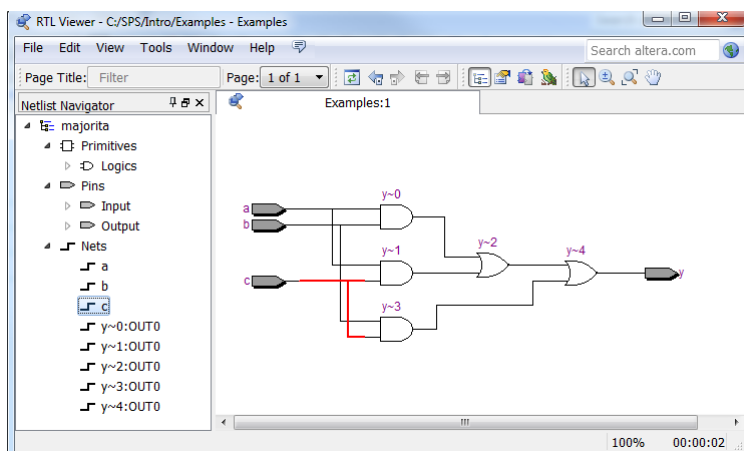 RTL Viewer - C:/SPS/Intro/Examples - Examples
File Edit View Tools Window Help
Search altera.com
Page Title: Filter Page: 1 of 1
Netlist Navigator
Examples:1
majorita
Primitives
Logics
Pins
Input
Output
Nets
a
b
c
y~0:OUT0
y~1:OUT0
y~2:OUT0
y~3:OUT0
y~4:OUT0
y~0
a
b
y~1
y~2
y~4
c
y
y~3
100% 00:00:02